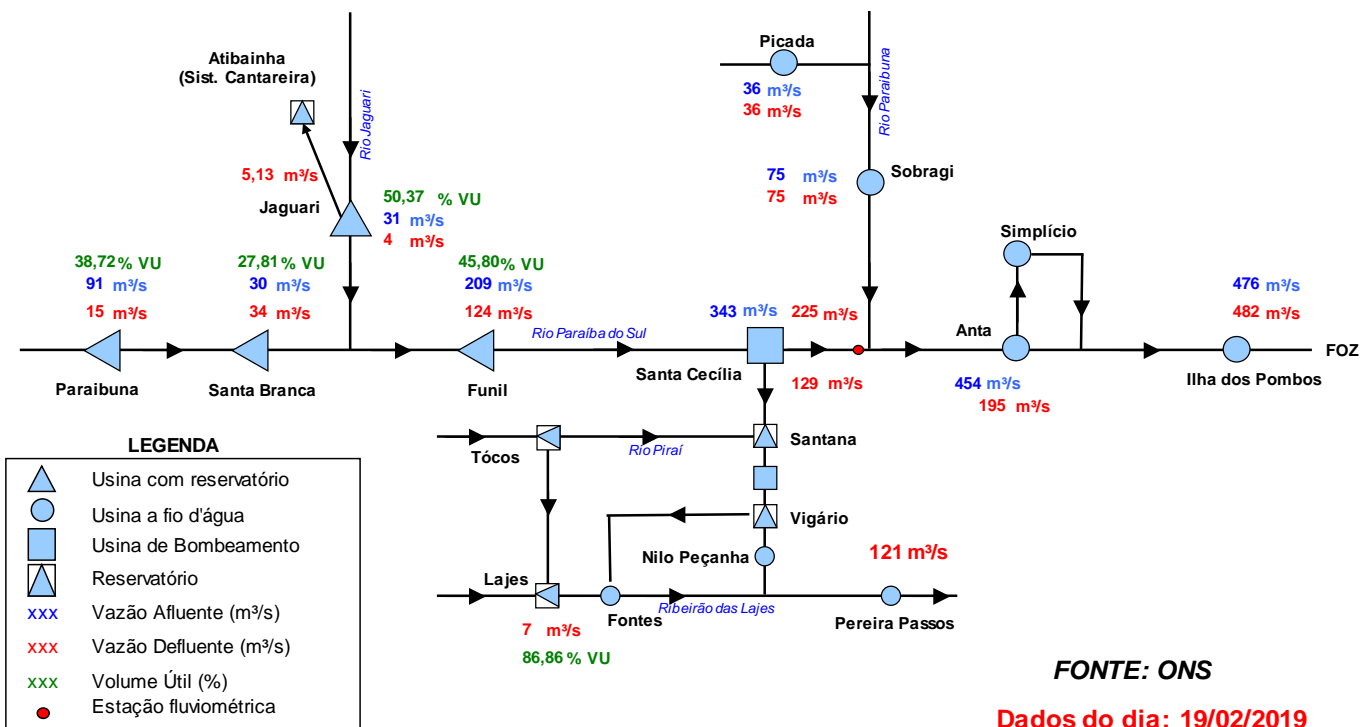 Atibainha
(Sist. Cantareira)
Rio Jaguari
5,13 m³/s
Jaguari
50,37 % VU
31 m³/s
4 m³/s
Picada
36 m³/s
36 m³/s
Rio Paraibuna
75 m³/s
75 m³/s
Sobragi
38,72 % VU
91 m³/s
15 m³/s
Paraibuna
27,81 % VU
30 m³/s
34 m³/s
Santa Branca
45,80% VU
209 m³/s
124 m³/s
Funil
Rio Paraíba do Sul
343 m³/s
225 m³/s
Santa Cecília
129 m³/s
Simplício
Anta
454 m³/s
195 m³/s
476 m³/s
482 m³/s
Ilha dos Pombos
FOZ
Tócos
Rio Piraí
Santana
Vigário
Nilo Peçanha
Lajes
7 m³/s
86,86 % VU
Fontes
Ribeirão das Lajes
121 m³/s
Pereira Passos
LEGENDA
Usina com reservatório
Usina a fio d'água
Usina de Bombeamento
Reservatório
xxx Vazão Afluente (m³/s)
xxx Vazão Defluente (m³/s)
xxx Volume Útil (%)
Estação fluviométrica
FONTE: ONS
Dados do dia: 19/02/2019